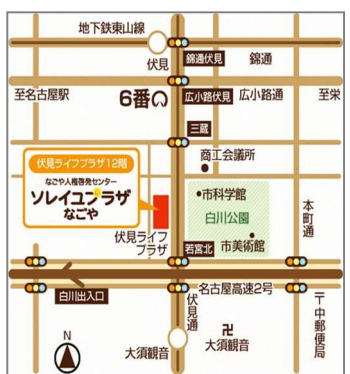 地下鉄東山線
伏見
錦通伏見
錦通
至名古屋駅
6番の
広小路伏見
広小路通
至栄
三蔵
商工会議所
伏見ライフプラザ12階
なごや人権啓発センター
ソレイユプラザ
なごや
市科学館
白川公園
本町通
伏見ライフ
プラザ
若宮北
市美術館
白川出入口
名古屋高速2号
伏見通
〒中郵便局
N
大須観音
卍
大須観音